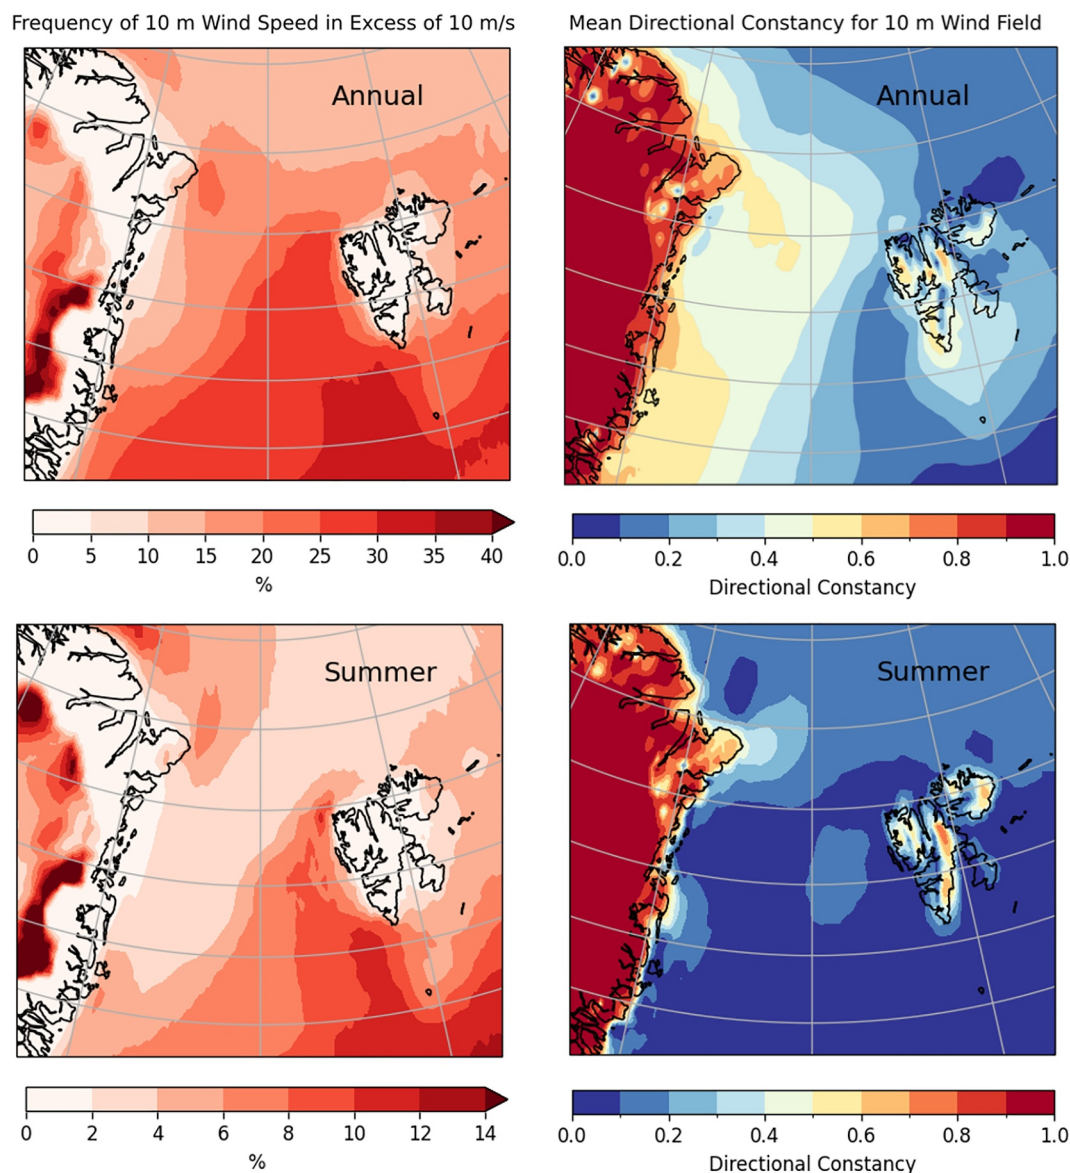 Frequency of 10 m Wind Speed in Excess of 10 m/s
Mean Directional Constancy for 10 m Wind Field
Annual
Annual
0 5 10 15 20 25 30 35 40
%
0.0 0.2 0.4 0.6 0.8 1.0
Directional Constancy
Summer
Summer
0 2 4 6 8 10 12 14
%
0.0 0.2 0.4 0.6 0.8 1.0
Directional Constancy